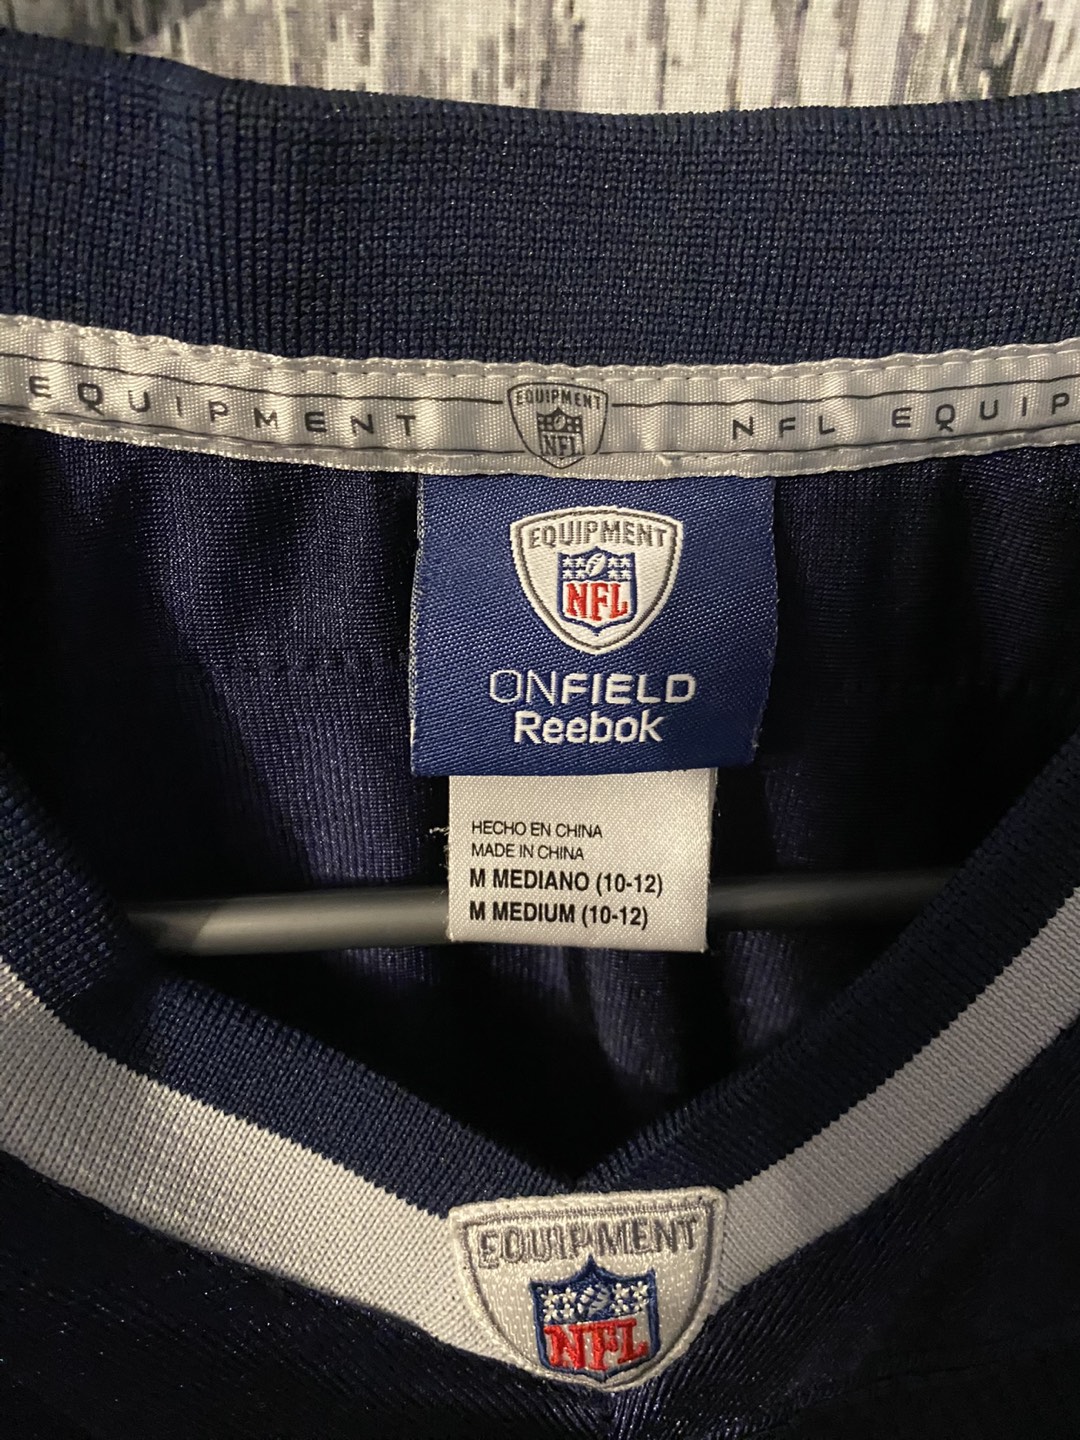 EQUIPMENT
EQUIPMENT
NFL
NFL EQUIP
EQUIPMENT
NFL
ONFIELD
Reebok
HECHO EN CHINA
MADE IN CHINA
M MEDIANO (10-12)
M MEDIUM (10-12)
EQUIPMENT
NFL